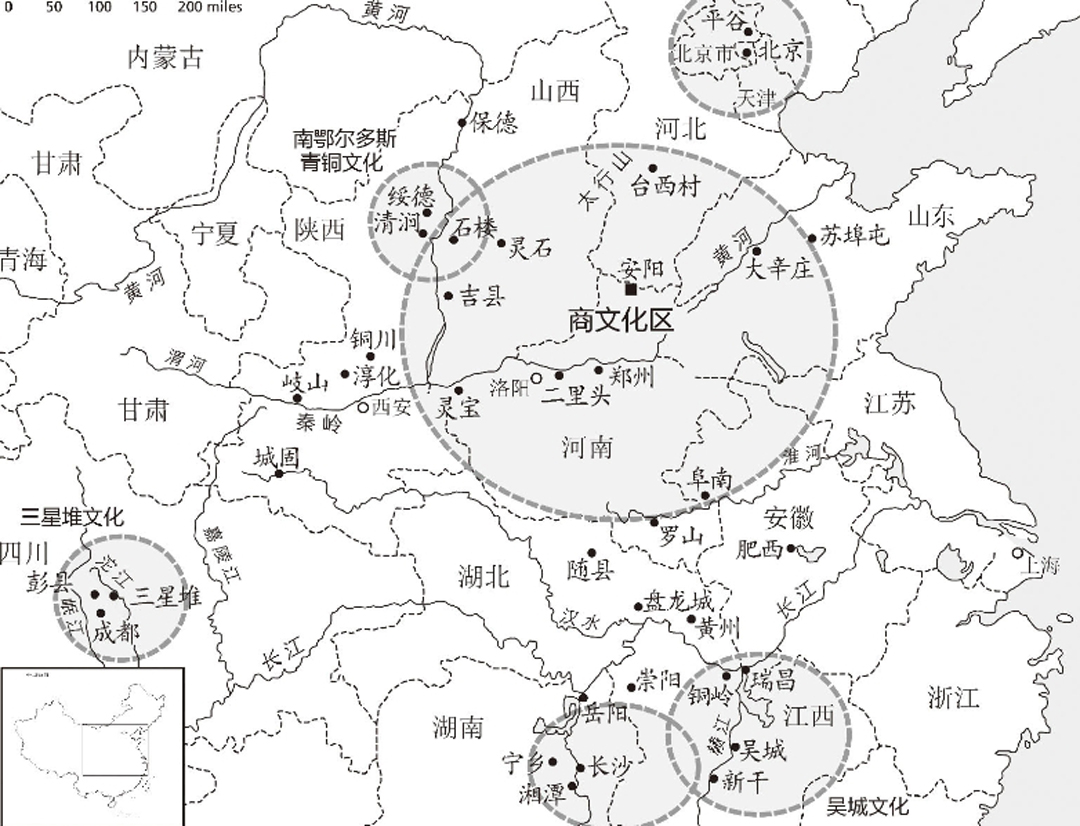 0 50 100 150 200 miles
黄河
平谷
北京市
北京
内蒙古
山西
天津
保德
河北
南鄂尔多斯
青铜文化
甘肃
太行山
台西村
绥德
清涧
石楼
灵石
宁夏
陕西
山东
苏埠屯
黄河
大辛庄
青海
安阳
黄河
吉县
商文化区
铜川
渭河
淳化
岐山
洛阳
二里头
郑州
西安
灵宝
甘肃
秦岭
江苏
河南
淮河
城固
阜南
三星堆文化
安徽
罗山
四川
嘉陵江
肥西
随县
上海
沱江
湖北
彭县
三星堆
岷江
成都
盘龙城
长江
汉水
黄州
长江
崇阳
瑞昌
铜岭
岳阳
江西
浙江
湖南
赣江
吴城
宁乡
长沙
新干
湘潭
吴城文化